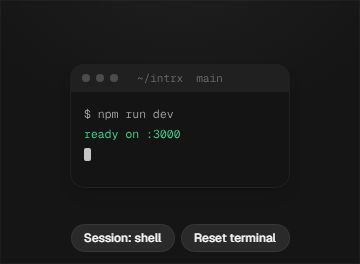 ~/intrx main
$ npm run dev
ready on :3000
Session: shell
Reset terminal